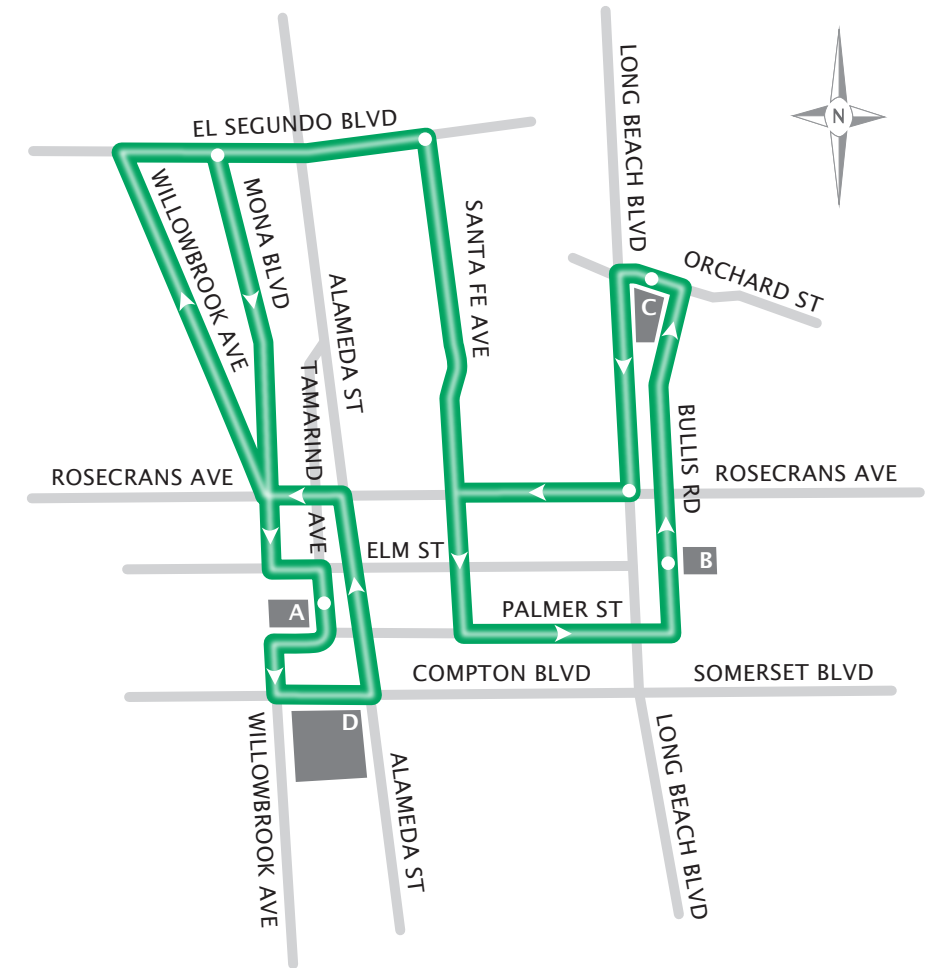 EL SEGUNDO BLVD
LONG BEACH BLVD
N
WILLOWBROOK AVE
MONA BLVD
ALAMEDA ST
SANTA FE AVE
ORCHARD ST
C
TAMARIND AVE
BULLIS RD
ROSECRANS AVE
ROSECRANS AVE
ELM ST
B
A
PALMER ST
COMPTON BLVD
SOMERSET BLVD
D
WILLOWBROOK AVE
ALAMEDA ST
LONG BEACH BLVD